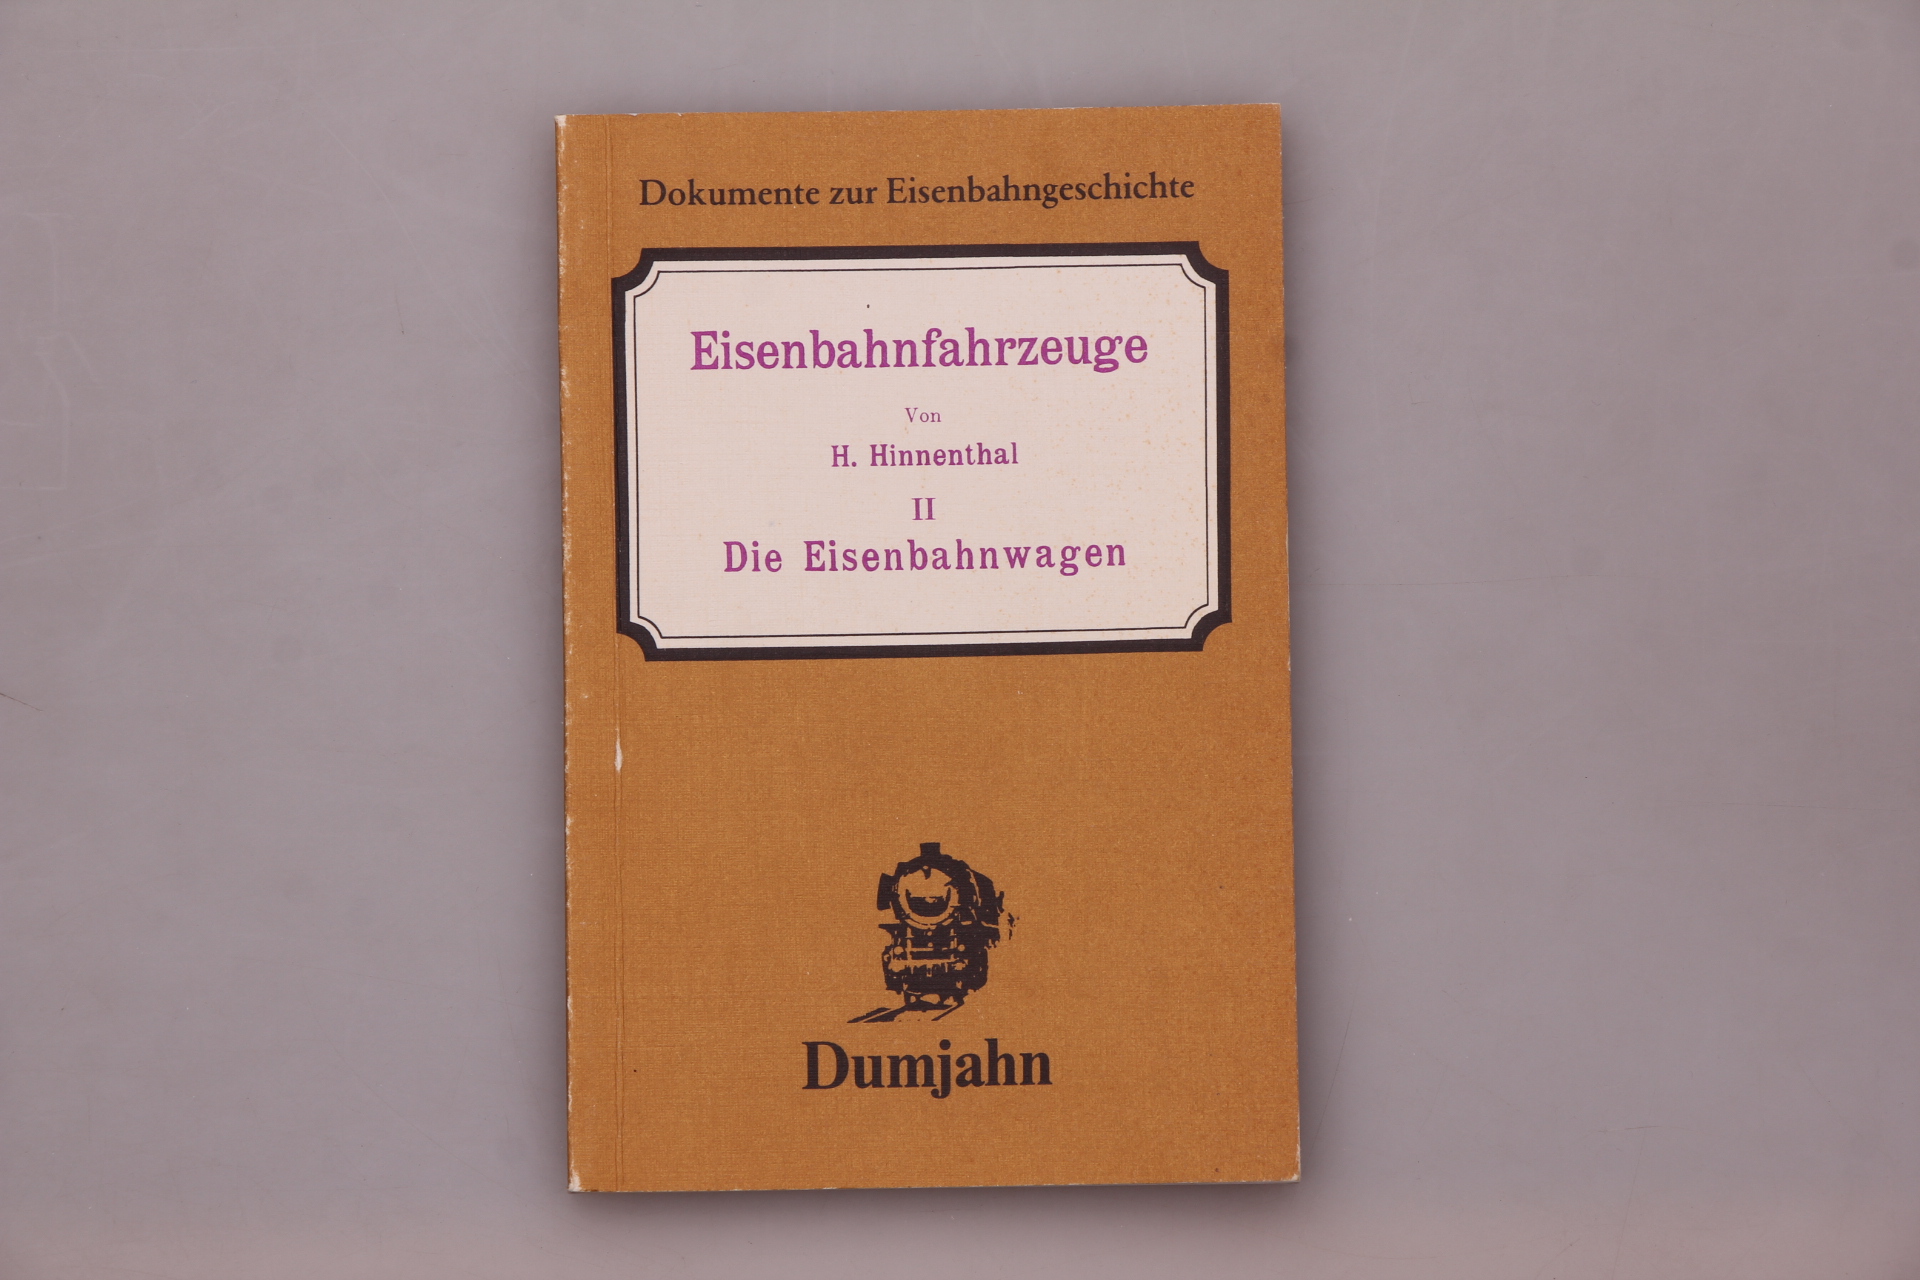 Dokumente zur Eisenbahngeschichte
Eisenbahnfahrzeuge
Von
H. Hinnenthal
II
Die Eisenbahnwagen
Dumjahn